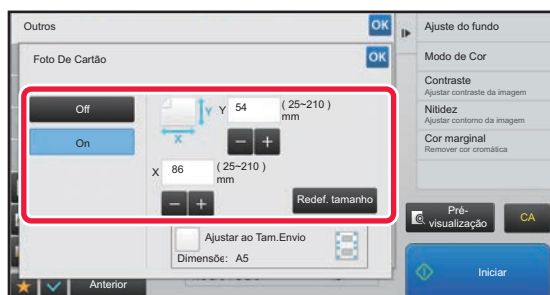 Outros
OK
Foto De Cartão
OK
Off
On
Y
Y 54
( 25~210 )
mm
X
X 86
( 25~210 )
mm
Redef. tamanho
Ajustar ao Tam.Envio
Dimensõe: A5
Anterior
Ajuste do fundo
Modo de Cor
Contraste
Ajustar contraste da imagem
Nitidez
Ajustar contorno da imagem
Cor marginal
Remover cor cromática
Pré-
visualização
CA
Iniciar